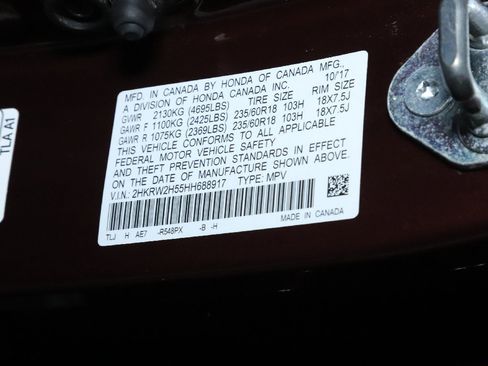 MFD. IN CANADA BY HONDA OF CANADA MFG.,
A DIVISION OF HONDA CANADA INC. 10/17
GVWR 2130KG (4695LBS) TIRE SIZE RIM SIZE
GAWR F 1100KG (2425LBS) 235/60R18 103H 18X7.5J
GAWR R 1075KG (2369LBS) 235/60R18 103H 18X7.5J
THIS VEHICLE CONFORMS TO ALL APPLICABLE
FEDERAL MOTOR VEHICLE SAFETY
AND THEFT PREVENTION STANDARDS IN EFFECT
ON THE DATE OF MANUFACTURE SHOWN ABOVE.
V.I.N.: 2HKRW2H55HH688917 TYPE: MPV
TLJ H AE7 -R548PX -B -H MADE IN CANADA
TLA A1